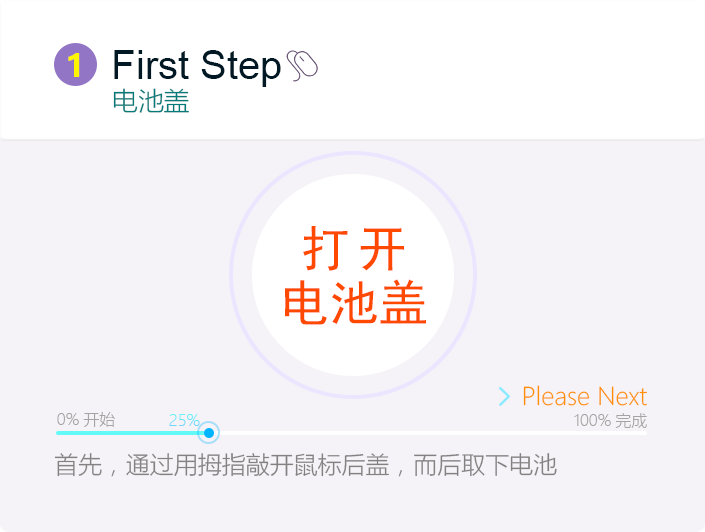 1 First Step
电池盖
打开
电池盖
Please Next
0% 开始 25% 100% 完成
首先，通过用拇指敲开鼠标后盖，而后取下电池